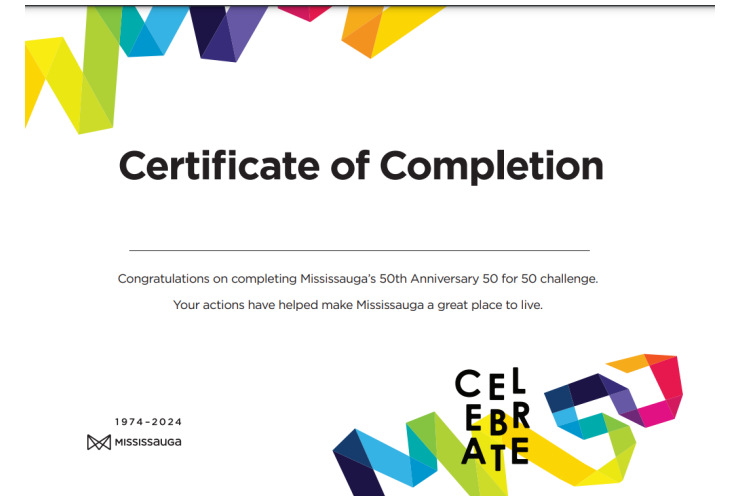 Certificate of Completion
Congratulations on completing Mississauga's 50th Anniversary 50 for 50 challenge.
Your actions have helped make Mississauga a great place to live.
1974-2024
MISSISSAUGA
CEL
EBR
ATE